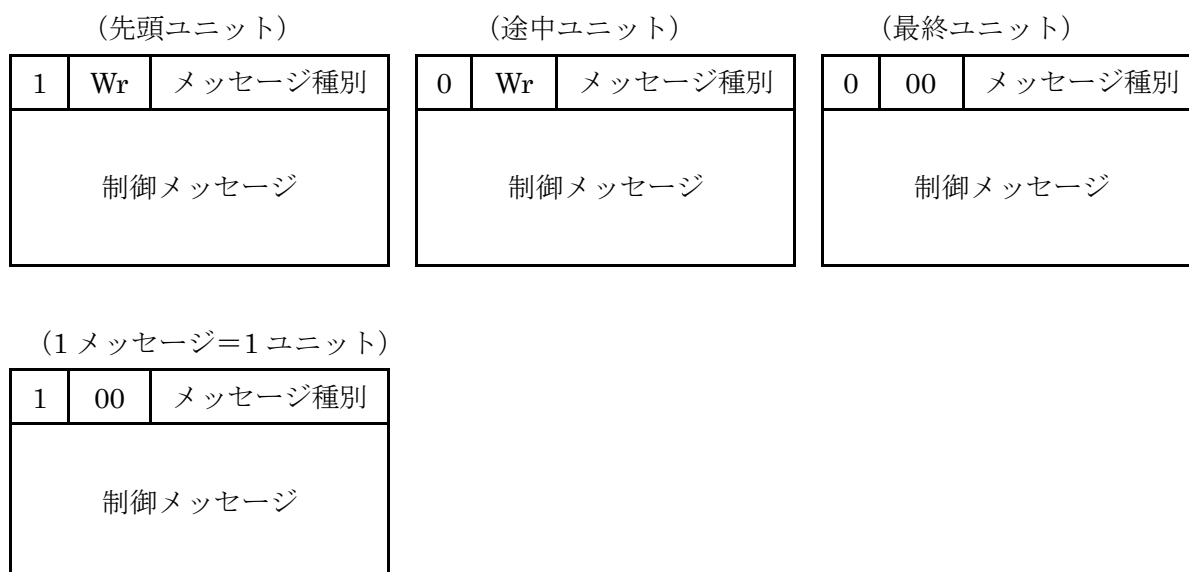 （先頭ユニット） （途中ユニット） （最終ユニット）
1 Wr メッセージ種別 0 Wr メッセージ種別 0 00 メッセージ種別
制御メッセージ 制御メッセージ 制御メッセージ
（1 メッセージ＝1 ユニット）
1 00 メッセージ種別
制御メッセージ